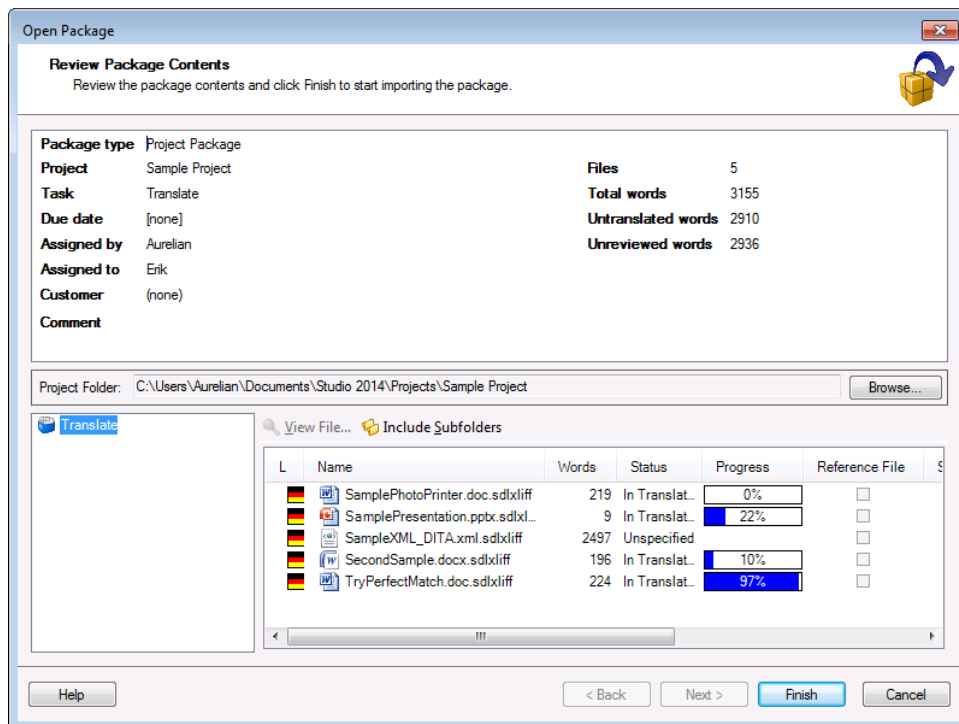 Open Package
Review Package Contents
Review the package contents and click Finish to start importing the package.
Package type Project Package
Project Sample Project Files 5
Task Translate Total words 3155
Due date [none] Untranslated words 2910
Assigned by Aurelian Unreviewed words 2936
Assigned to Erik
Customer (none)
Comment
Project Folder: C:\Users\Aurelian\Documents\Studio 2014\Projects\Sample Project Browse...
Translate View File... Include Subfolders
L Name Words Status Progress Reference File S
SamplePhotoPrinter.doc.sdlxliff 219 In Translat... 0%
SamplePresentation.pptx.sdlxl... 9 In Translat... 22%
SampleXML_DITA.xml.sdlxliff 2497 Unspecified
SecondSample.docx.sdlxliff 196 In Translat... 10%
TryPerfectMatch.doc.sdlxliff 224 In Translat... 97%
Help < Back Next > Finish Cancel